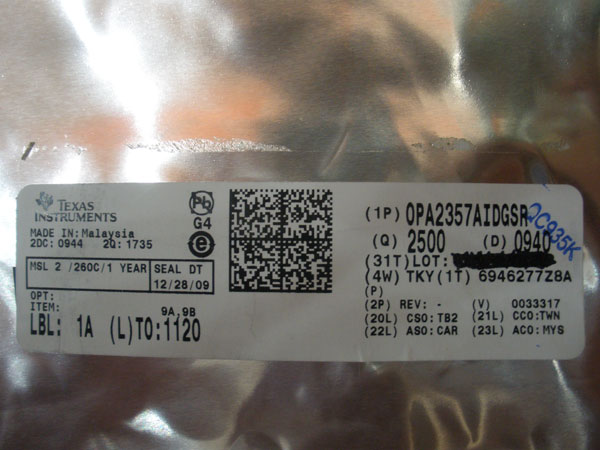 TEXAS
INSTRUMENTS
MADE IN: Malaysia
2DC: 0944 2Q: 1735
MSL 2 /260C/1 YEAR
SEAL DT
12/28/09
OPT:
ITEM:
9A,9B
LBL: 1A (L)TO:1120
Pb
G4
e
(1P) OPA2357AIDGSR
QC935K
(Q) 2500 (D) 0940
(31T)LOT:
(4W) TKY(1T) 6946277Z8A
(P)
(2P) REV: - (V) 0033317
(20L) CSO:TB2 (21L) CCO:TWN
(22L) ASO:CAR (23L) ACO:MYS